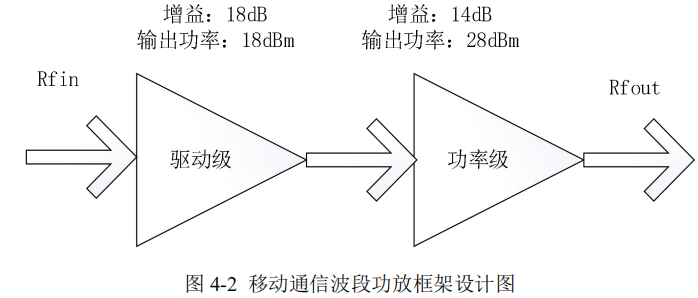 增益：18dB
输出功率：18dBm
增益：14dB
输出功率：28dBm
Rfin
Rfout
驱动级
功率级
图 4-2 移动通信波段功放框架设计图